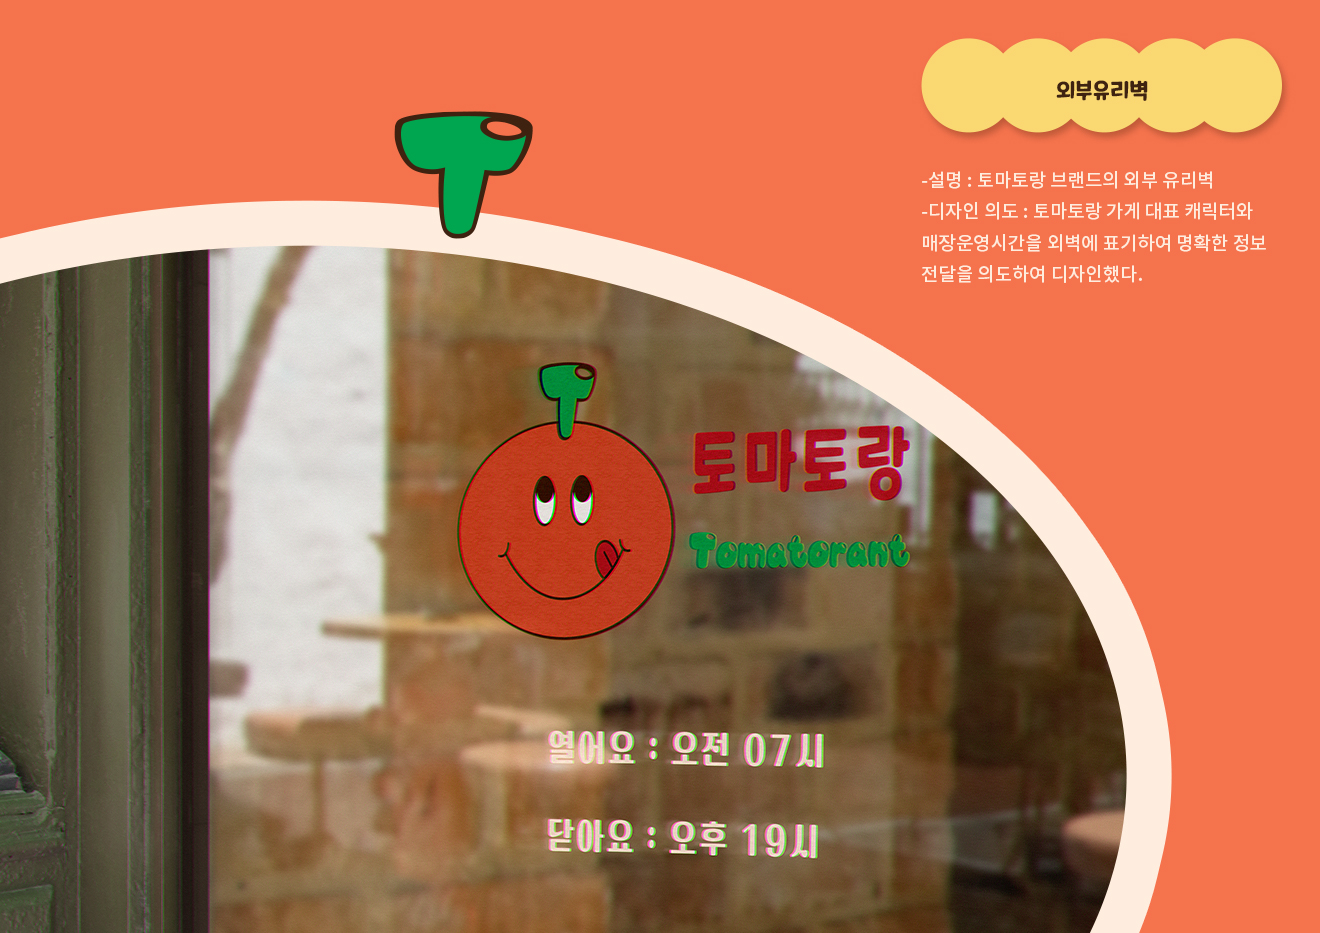 외부유리벽
-설명 : 토마토랑 브랜드의 외부 유리벽
-디자인 의도 : 토마토랑 가게 대표 캐릭터와
매장운영시간을 외벽에 표기하여 명확한 정보
전달을 의도하여 디자인했다.
토마토랑
Tomatorant
열어요 : 오전 07시
닫아요 : 오후 19시